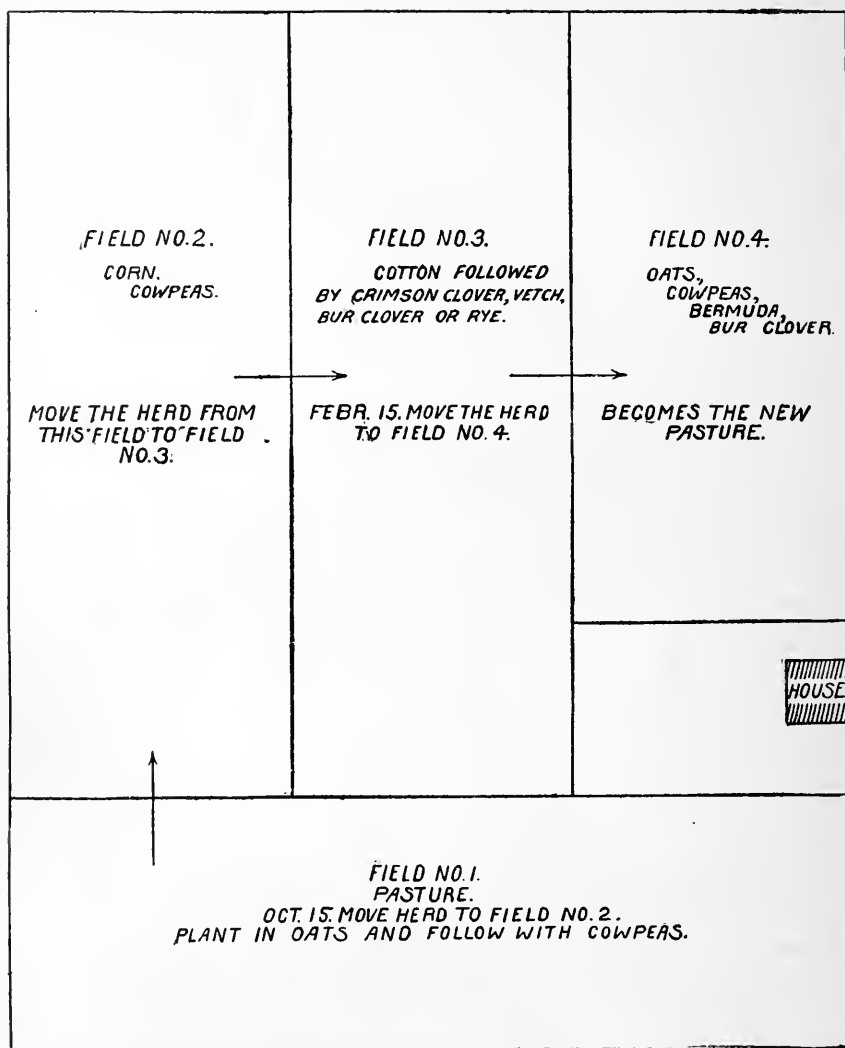 FIELD NO.2.
CORN.
COWPEAS.
MOVE THE HERD FROM
THIS FIELD TO FIELD
NO.3.
FIELD NO.3.
COTTON FOLLOWED
BY CRIMSON CLOVER, VETCH,
BUR CLOVER OR RYE.
FEBR. 15. MOVE THE HERD
TO FIELD NO. 4.
FIELD NO.4.
OATS.,
COWPEAS,
BERMUDA,
BUR CLOVER.
BECOMES THE NEW
PASTURE.
HOUSE
FIELD NO.1.
PASTURE.
OCT. 15. MOVE HERD TO FIELD NO. 2.
PLANT IN OATS AND FOLLOW WITH COWPEAS.